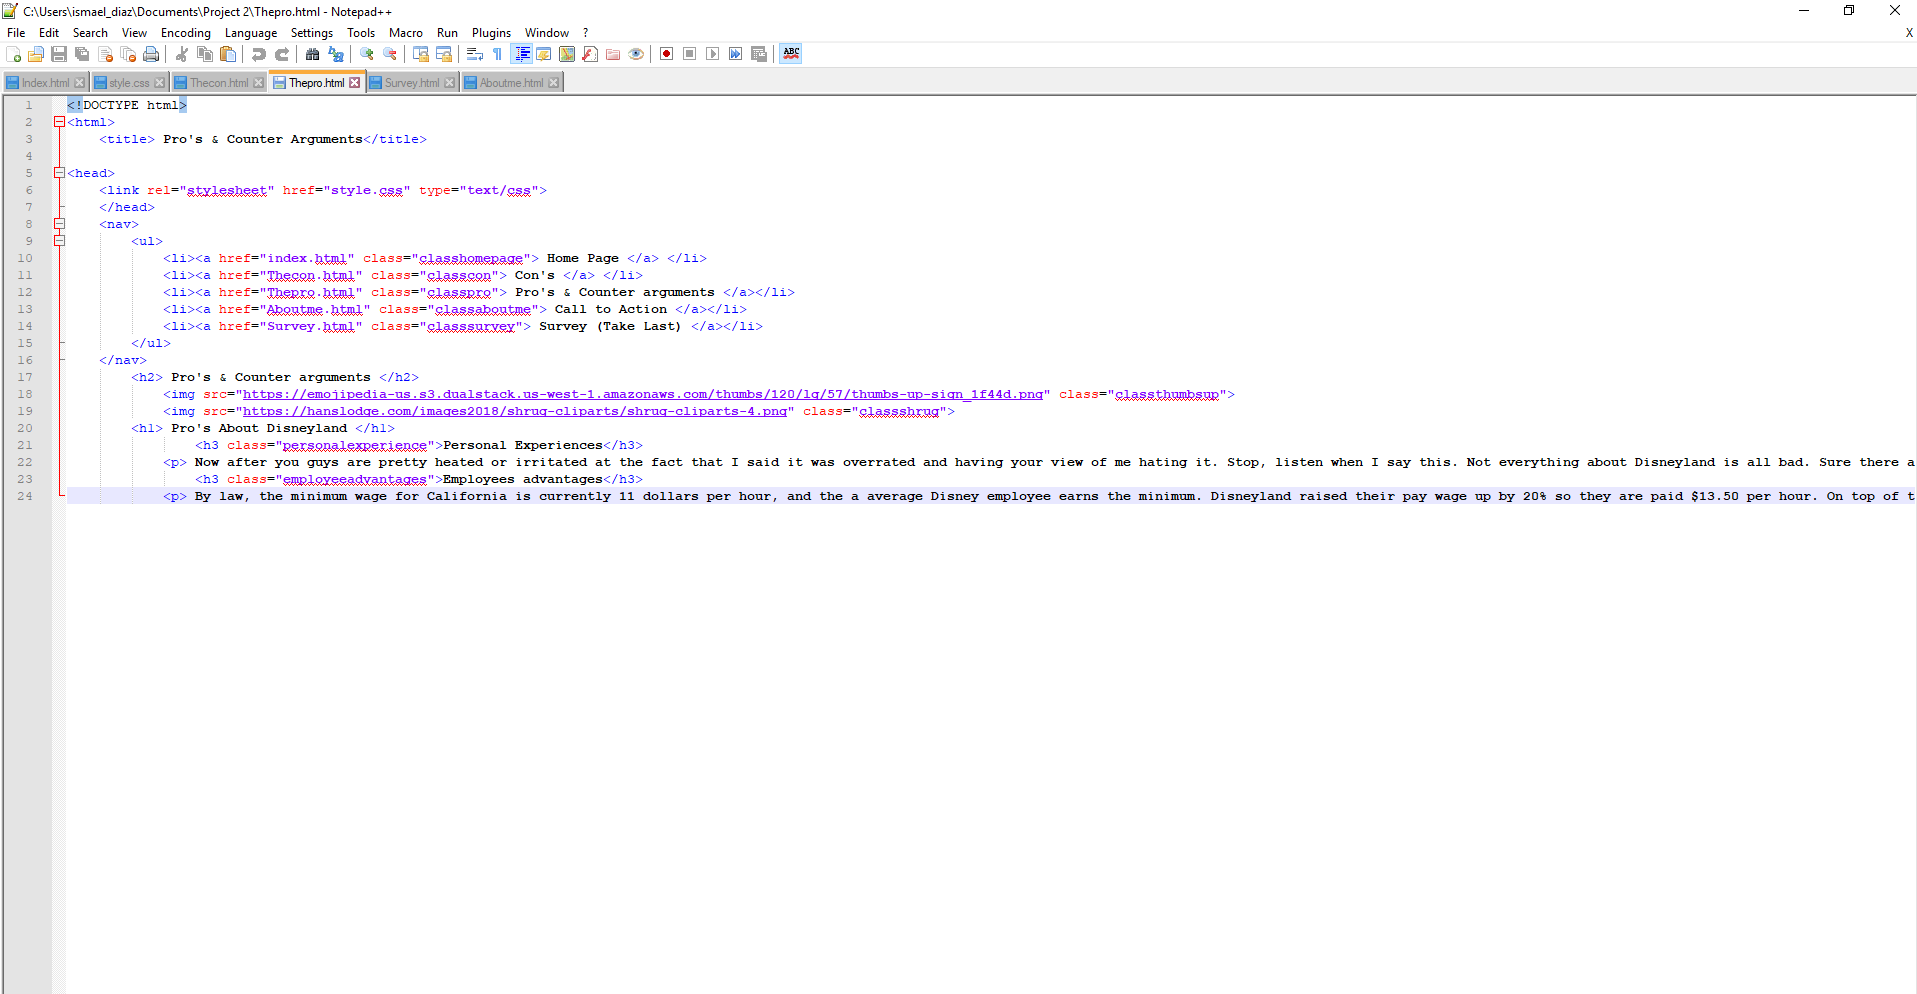 C:\Users\ismael_diaz\Documents\Project 2\Thepro.html - Notepad++
File Edit Search View Encoding Language Settings Tools Macro Run Plugins Window ? X
ABC
Index.html style.css Thecon.html Thepro.html Survey.html Aboutme.html
1 <!DOCTYPE html>
2 <html>
3 <title> Pro's & Counter Arguments</title>
4
5 <head>
6 <link rel="stylesheet" href="style.css" type="text/css">
7 </head>
8 <nav>
9 <ul>
10 <li><a href="index.html" class="classhomepage"> Home Page </a> </li>
11 <li><a href="Thecon.html" class="classcon"> Con's </a> </li>
12 <li><a href="Thepro.html" class="classpro"> Pro's & Counter arguments </a></li>
13 <li><a href="Aboutme.html" class="classaboutme"> Call to Action </a></li>
14 <li><a href="Survey.html" class="classsurvey"> Survey (Take Last) </a></li>
15 </ul>
16 </nav>
17 <h2> Pro's & Counter arguments </h2>
18 <img src="https://emojipedia-us.s3.dualstack.us-west-1.amazonaws.com/thumbs/120/lg/57/thumbs-up-sign_1f44d.png" class="classthumbsup">
19 <img src="https://hanslodge.com/images2018/shrug-cliparts/shrug-cliparts-4.png" class="classshrug">
20 <h1> Pro's About Disneyland </h1>
21 <h3 class="personalexperience">Personal Experiences</h3>
22 <p> Now after you guys are pretty heated or irritated at the fact that I said it was overrated and having your view of me hating it. Stop, listen when I say this. Not everything about Disneyland is all bad. Sure there a
23 <h3 class="employeeadvantages">Employees advantages</h3>
24 <p> By law, the minimum wage for California is currently 11 dollars per hour, and the a average Disney employee earns the minimum. Disneyland raised their pay wage up by 20% so they are paid $13.50 per hour. On top of t